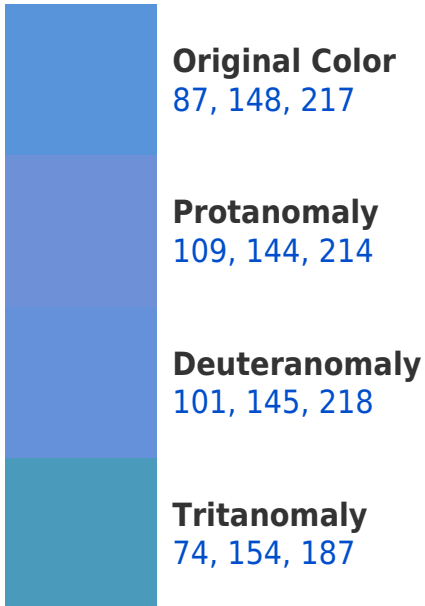 Original Color
87, 148, 217
Protanomaly
109, 144, 214
Deuteranomaly
101, 145, 218
Tritanomaly
74, 154, 187